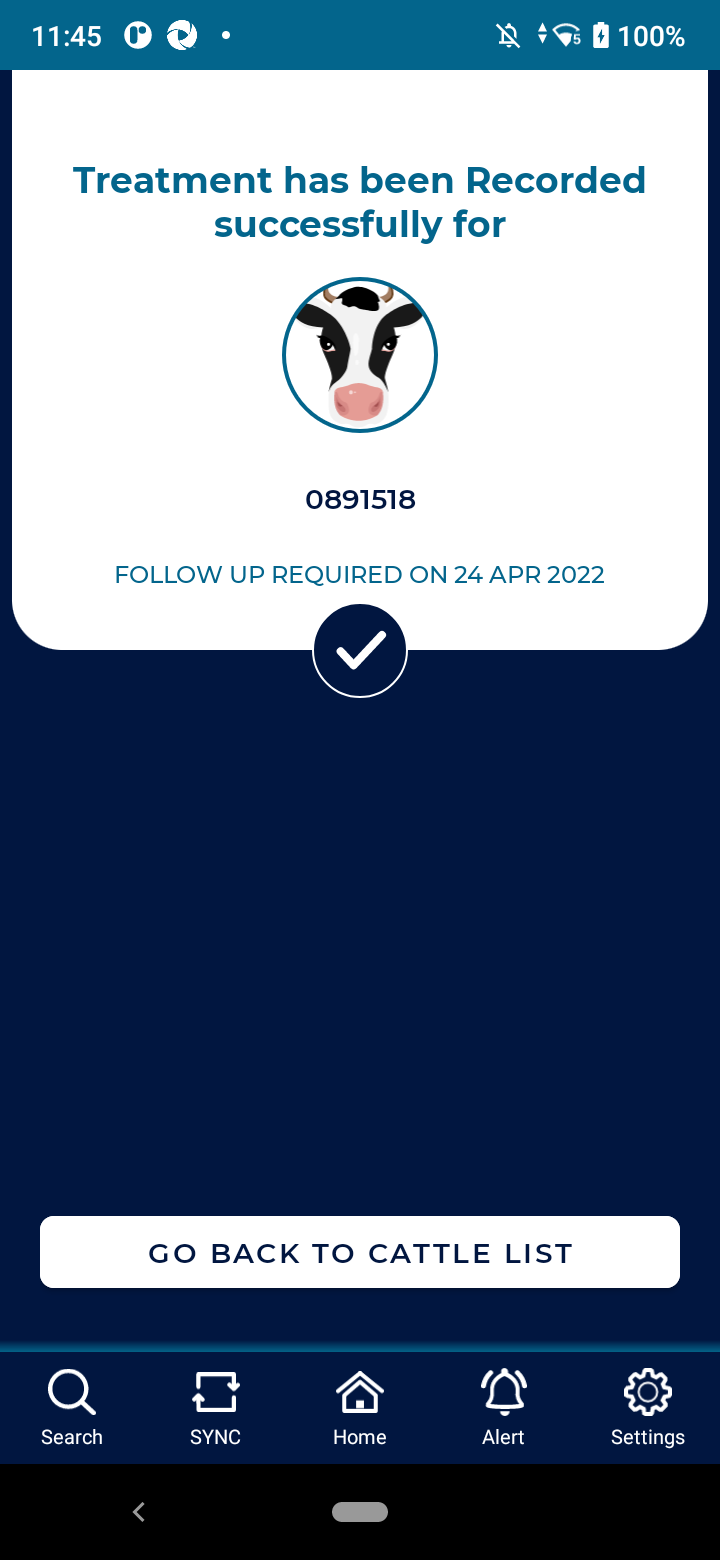 11:45
5
100%
Treatment has been Recorded
successfully for
0891518
FOLLOW UP REQUIRED ON 24 APR 2022
GO BACK TO CATTLE LIST
Search
SYNC
Home
Alert
Settings